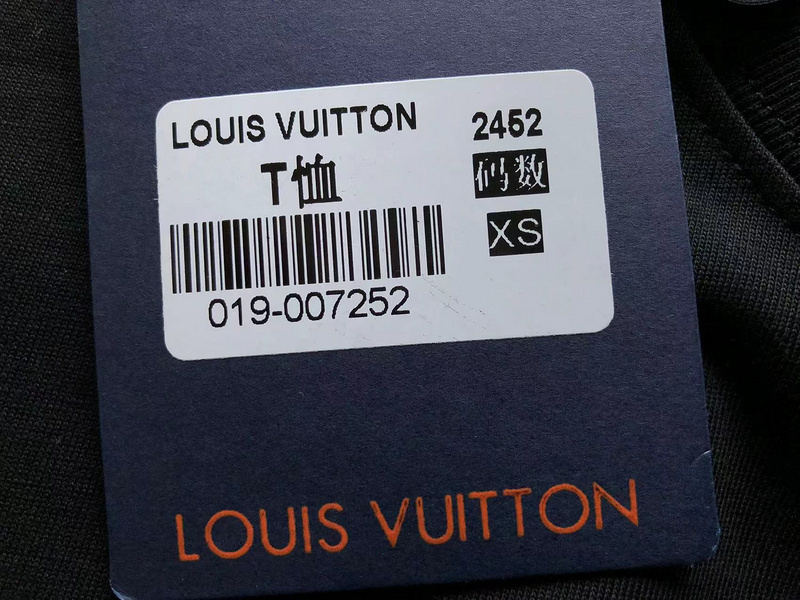 LOUIS VUITTON
T恤
019-007252
2452
码数
XS
LOUIS VUITTON